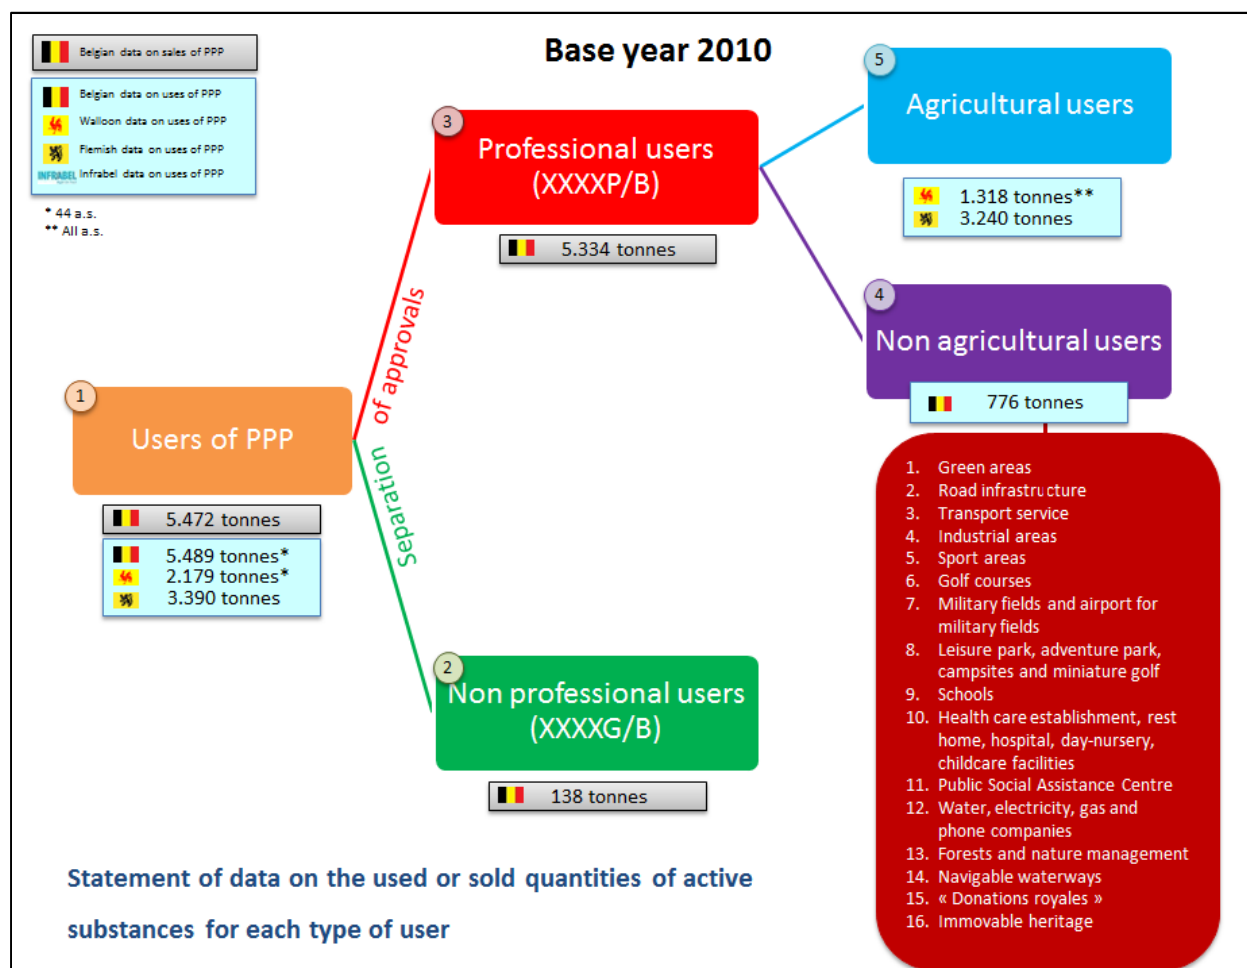 Base year 2010
Belgian data on sales of PPP
Belgian data on uses of PPP
Walloon data on uses of PPP
Flemish data on uses of PPP
INFRABEL
Infrabel data on uses of PPP
* 44 a.s.
** All a.s.
1
Users of PPP
5.472 tonnes
5.489 tonnes*
2.179 tonnes*
3.390 tonnes
Separation of approvals
3
Professional users
(XXXXP/B)
5.334 tonnes
2
Non professional users
(XXXXG/B)
138 tonnes
5
Agricultural users
1.318 tonnes**
3.240 tonnes
4
Non agricultural users
776 tonnes
1. Green areas
2. Road infrastructure
3. Transport service
4. Industrial areas
5. Sport areas
6. Golf courses
7. Military fields and airport for
military fields
8. Leisure park, adventure park,
campsites and miniature golf
9. Schools
10. Health care establishment, rest
home, hospital, day-nursery,
childcare facilities
11. Public Social Assistance Centre
12. Water, electricity, gas and
phone companies
13. Forests and nature management
14. Navigable waterways
15. « Donations royales »
16. Immovable heritage
Statement of data on the used or sold quantities of active
substances for each type of user